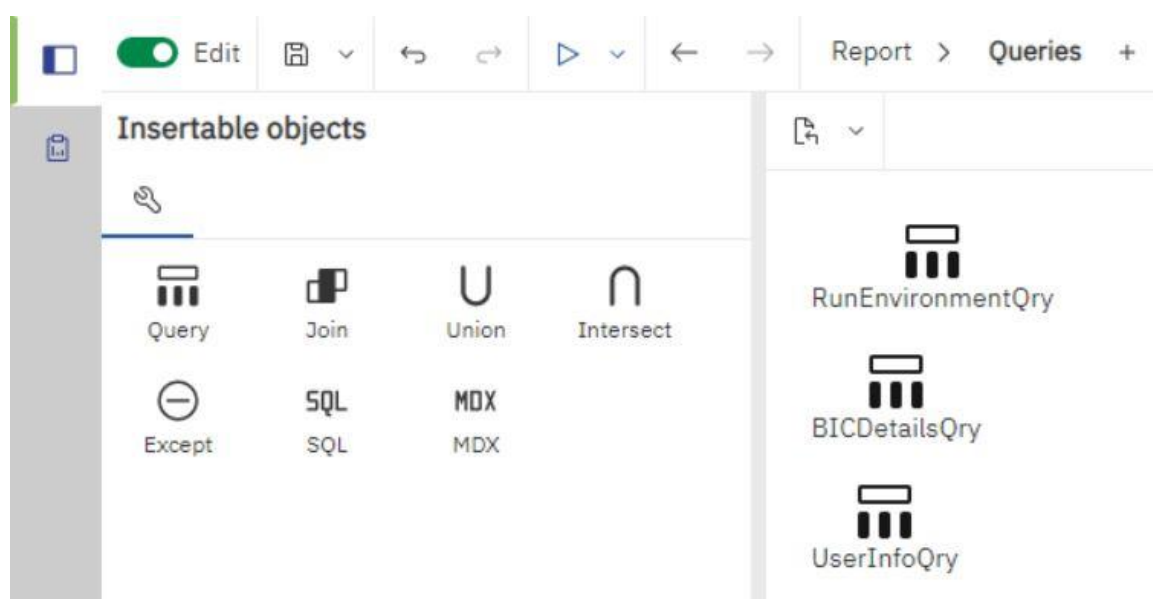 Edit
Report > Queries +
Insertable objects
Query Join Union Intersect
SQL MDX
Except SQL MDX
RunEnvironmentQry
BICDetailsQry
UserInfoQry